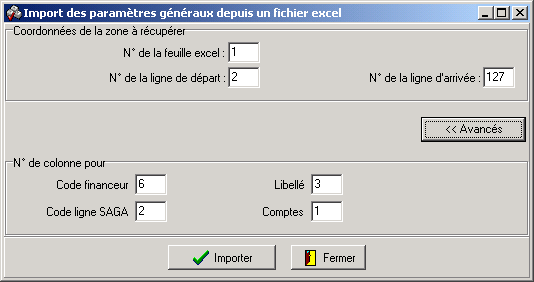 Import des paramètres généraux depuis un fichier excel
Coordonnées de la zone à récupérer
N° de la feuille excel : 1
N° de la ligne de départ : 2 N° de la ligne d'arrivée : 127
<< Avancés
N° de colonne pour
Code financeur 6 Libellé 3
Code ligne SAGA 2 Comptes 1
Importer Fermer